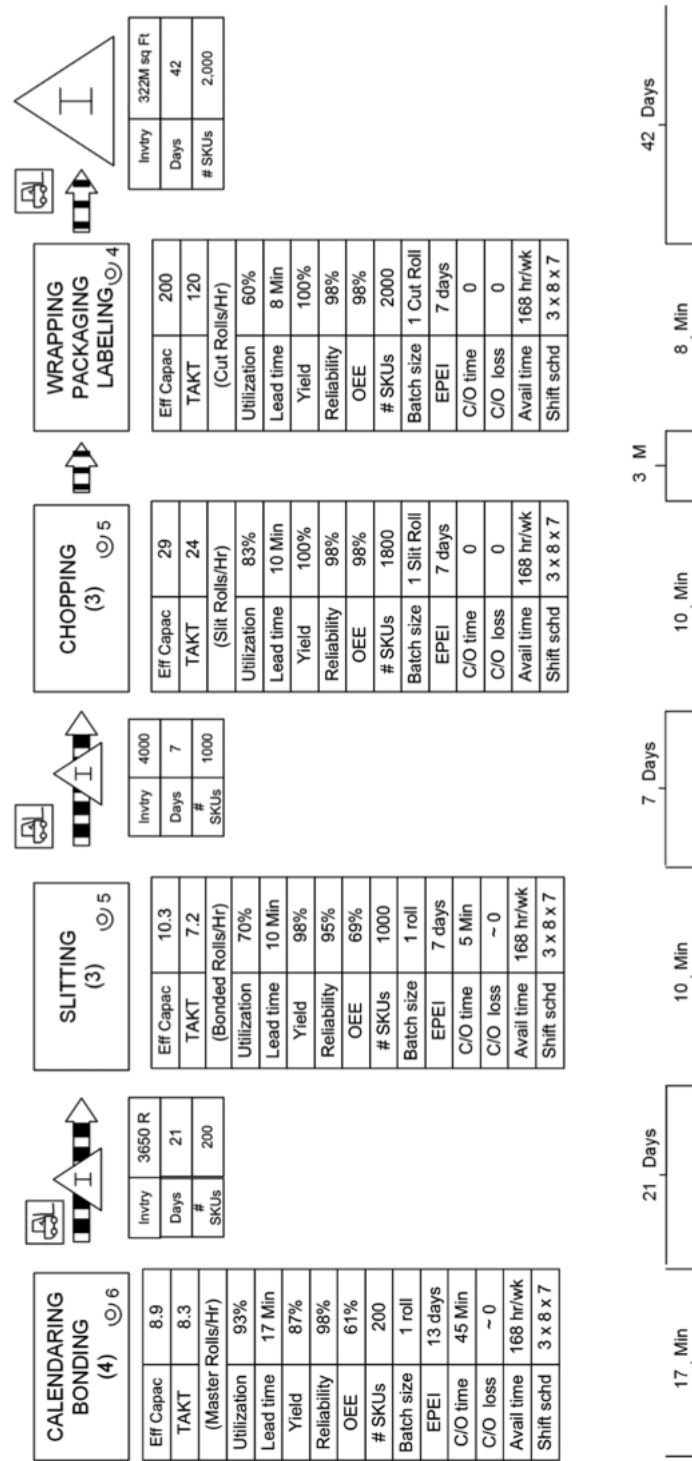 CALENDARING
BONDING
(4) 6
Eff Capac 8.9
TAKT 8.3
(Master Rolls/Hr)
Utilization 93%
Lead time 17 Min
Yield 87%
Reliability 98%
OEE 61%
# SKUs 200
Batch size 1 roll
EPEI 13 days
C/O time 45 Min
C/O loss ~ 0
Avail time 168 hr/wk
Shift schd 3 x 8 x 7
I
Invtry 3650 R
Days 21
# SKUs 200
SLITTING
(3) 5
Eff Capac 10.3
TAKT 7.2
(Bonded Rolls/Hr)
Utilization 70%
Lead time 10 Min
Yield 98%
Reliability 95%
OEE 69%
# SKUs 1000
Batch size 1 roll
EPEI 7 days
C/O time 5 Min
C/O loss ~ 0
Avail time 168 hr/wk
Shift schd 3 x 8 x 7
I
Invtry 4000
Days 7
# SKUs 1000
CHOPPING
(3) 5
Eff Capac 29
TAKT 24
(Slit Rolls/Hr)
Utilization 83%
Lead time 10 Min
Yield 100%
Reliability 98%
OEE 98%
# SKUs 1800
Batch size 1 Slit Roll
EPEI 7 days
C/O time 0
C/O loss 0
Avail time 168 hr/wk
Shift schd 3 x 8 x 7
WRAPPING
PACKAGING
LABELING 4
Eff Capac 200
TAKT 120
(Cut Rolls/Hr)
Utilization 60%
Lead time 8 Min
Yield 100%
Reliability 98%
OEE 98%
# SKUs 2000
Batch size 1 Cut Roll
EPEI 7 days
C/O time 0
C/O loss 0
Avail time 168 hr/wk
Shift schd 3 x 8 x 7
I
Invtry 322M sq Ft
Days 42
# SKUs 2,000
17 Min
21 Days
10 Min
7 Days
10 Min
3 M
8 Min
42 Days